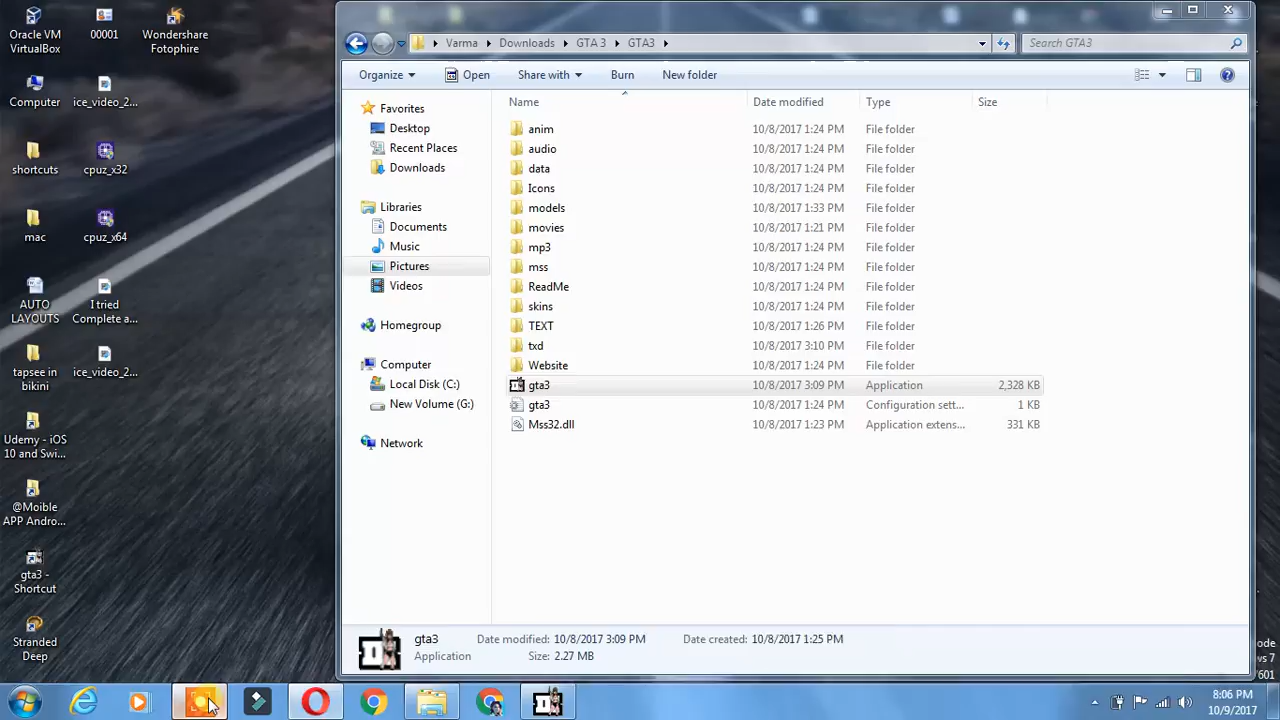 Oracle VM
VirtualBox
00001
Wondershare
Fotophire
Computer
ice_video_2...
shortcuts
cpuz_x32
mac
cpuz_x64
AUTO
LAYOUTS
I tried
Complete a...
tapsee in
bikini
ice_video_2...
Udemy - iOS
10 and Swi...
@Moible
APP Andro...
gta3 -
Shortcut
Stranded
Deep
Varma
Downloads
GTA 3
GTA3
Search GTA3
Organize
Open
Share with
Burn
New folder
Favorites
Desktop
Recent Places
Downloads
Libraries
Documents
Music
Pictures
Videos
Homegroup
Computer
Local Disk (C:)
New Volume (G:)
Network
Name Date modified Type Size
anim 10/8/2017 1:24 PM File folder
audio 10/8/2017 1:24 PM File folder
data 10/8/2017 1:24 PM File folder
Icons 10/8/2017 1:24 PM File folder
models 10/8/2017 1:33 PM File folder
movies 10/8/2017 1:21 PM File folder
mp3 10/8/2017 1:24 PM File folder
mss 10/8/2017 1:24 PM File folder
ReadMe 10/8/2017 1:24 PM File folder
skins 10/8/2017 1:24 PM File folder
TEXT 10/8/2017 1:26 PM File folder
txd 10/8/2017 3:10 PM File folder
Website 10/8/2017 1:24 PM File folder
gta3 10/8/2017 3:09 PM Application 2,328 KB
gta3 10/8/2017 1:24 PM Configuration sett... 1 KB
Mss32.dll 10/8/2017 1:23 PM Application extens... 331 KB
gta3 Date modified: 10/8/2017 3:09 PM Date created: 10/8/2017 1:25 PM
Application Size: 2.27 MB
ode
s 7
601
8:06 PM
10/9/2017